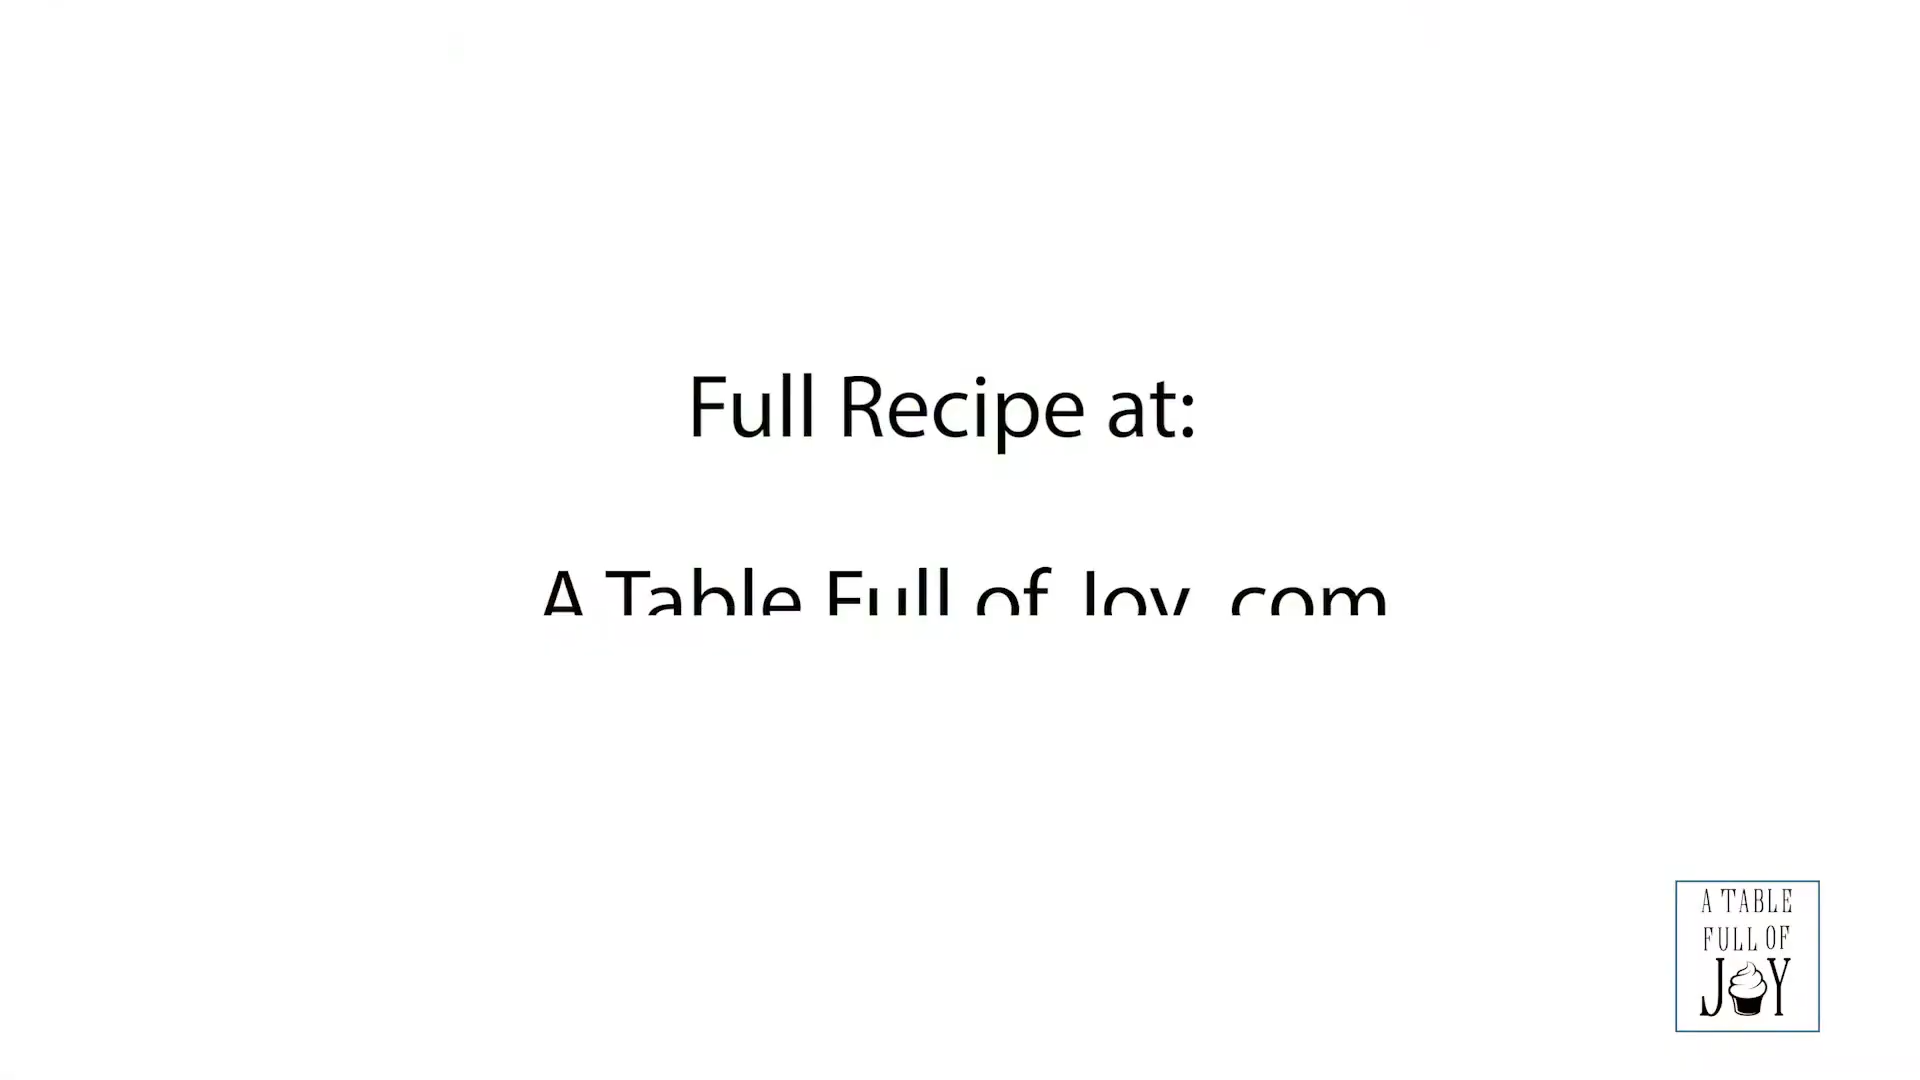 Full Recipe at:
A Table Full of Joy .com
A TABLE
FULL OF
JOY